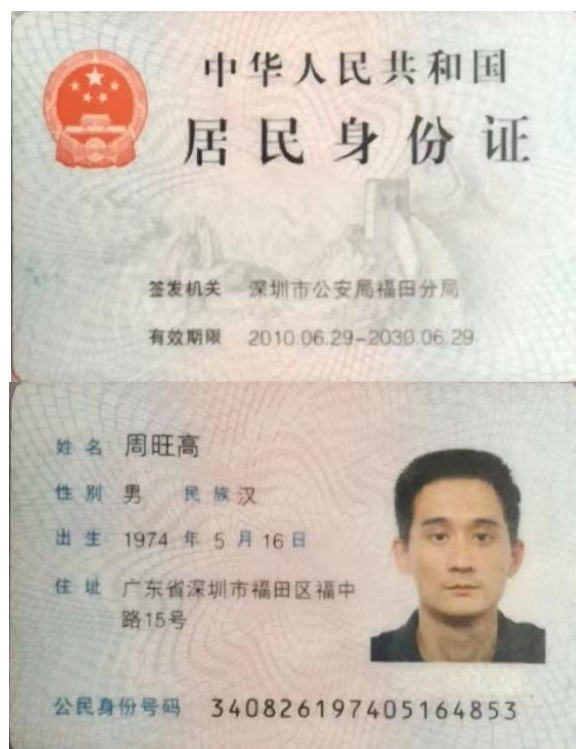 中华人民共和国
居民身份证
签发机关 深圳市公安局福田分局
有效期限 2010.06.29-2030.06.29
姓名 周旺高
性别 男 民族 汉
出生 1974 年 5 月 16 日
住址 广东省深圳市福田区福中
路15号
公民身份号码 340826197405164853